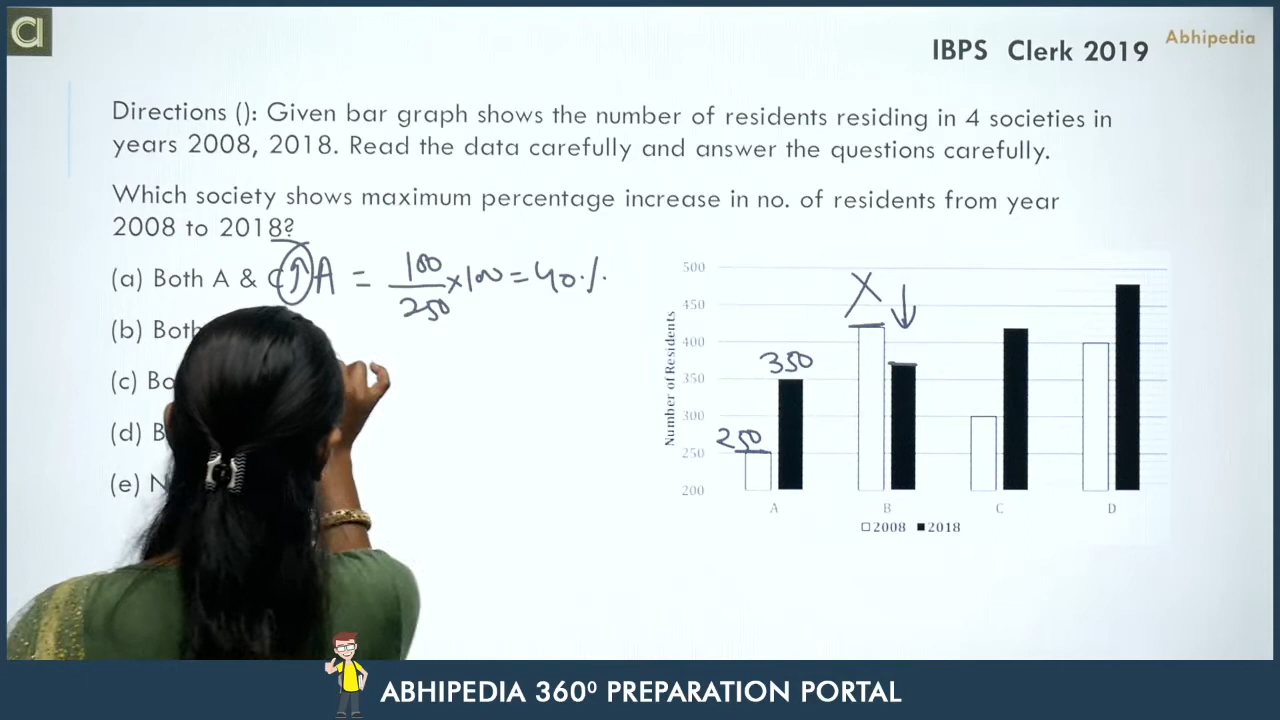 a
IBPS Clerk 2019
Abhipedia
Directions (): Given bar graph shows the number of residents residing in 4 societies in
years 2008, 2018. Read the data carefully and answer the questions carefully.
Which society shows maximum percentage increase in no. of residents from year
2008 to 2018?
(a) Both A & C ↑ A = 100/250 × 100 = 40%
(b) Both
(c) Bo
(d) B
(e) N
500
450
400
350
300
250
200
Number of Residents
250
350
X ↓
A B C D
2008 2018
ABHIPEDIA 360⁰ PREPARATION PORTAL